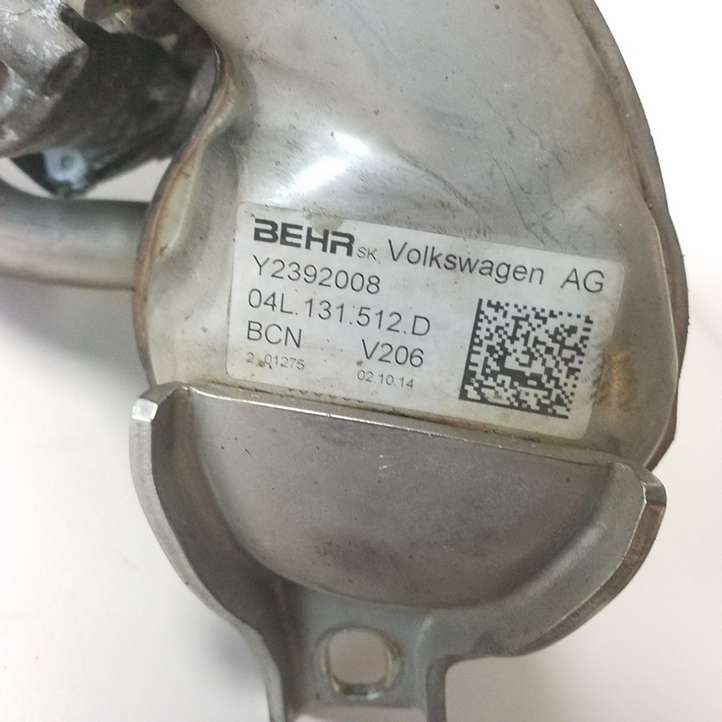 BEHR SK Volkswagen AG
Y2392008
04L.131.512.D
BCN V206
2 01275 02.10.14